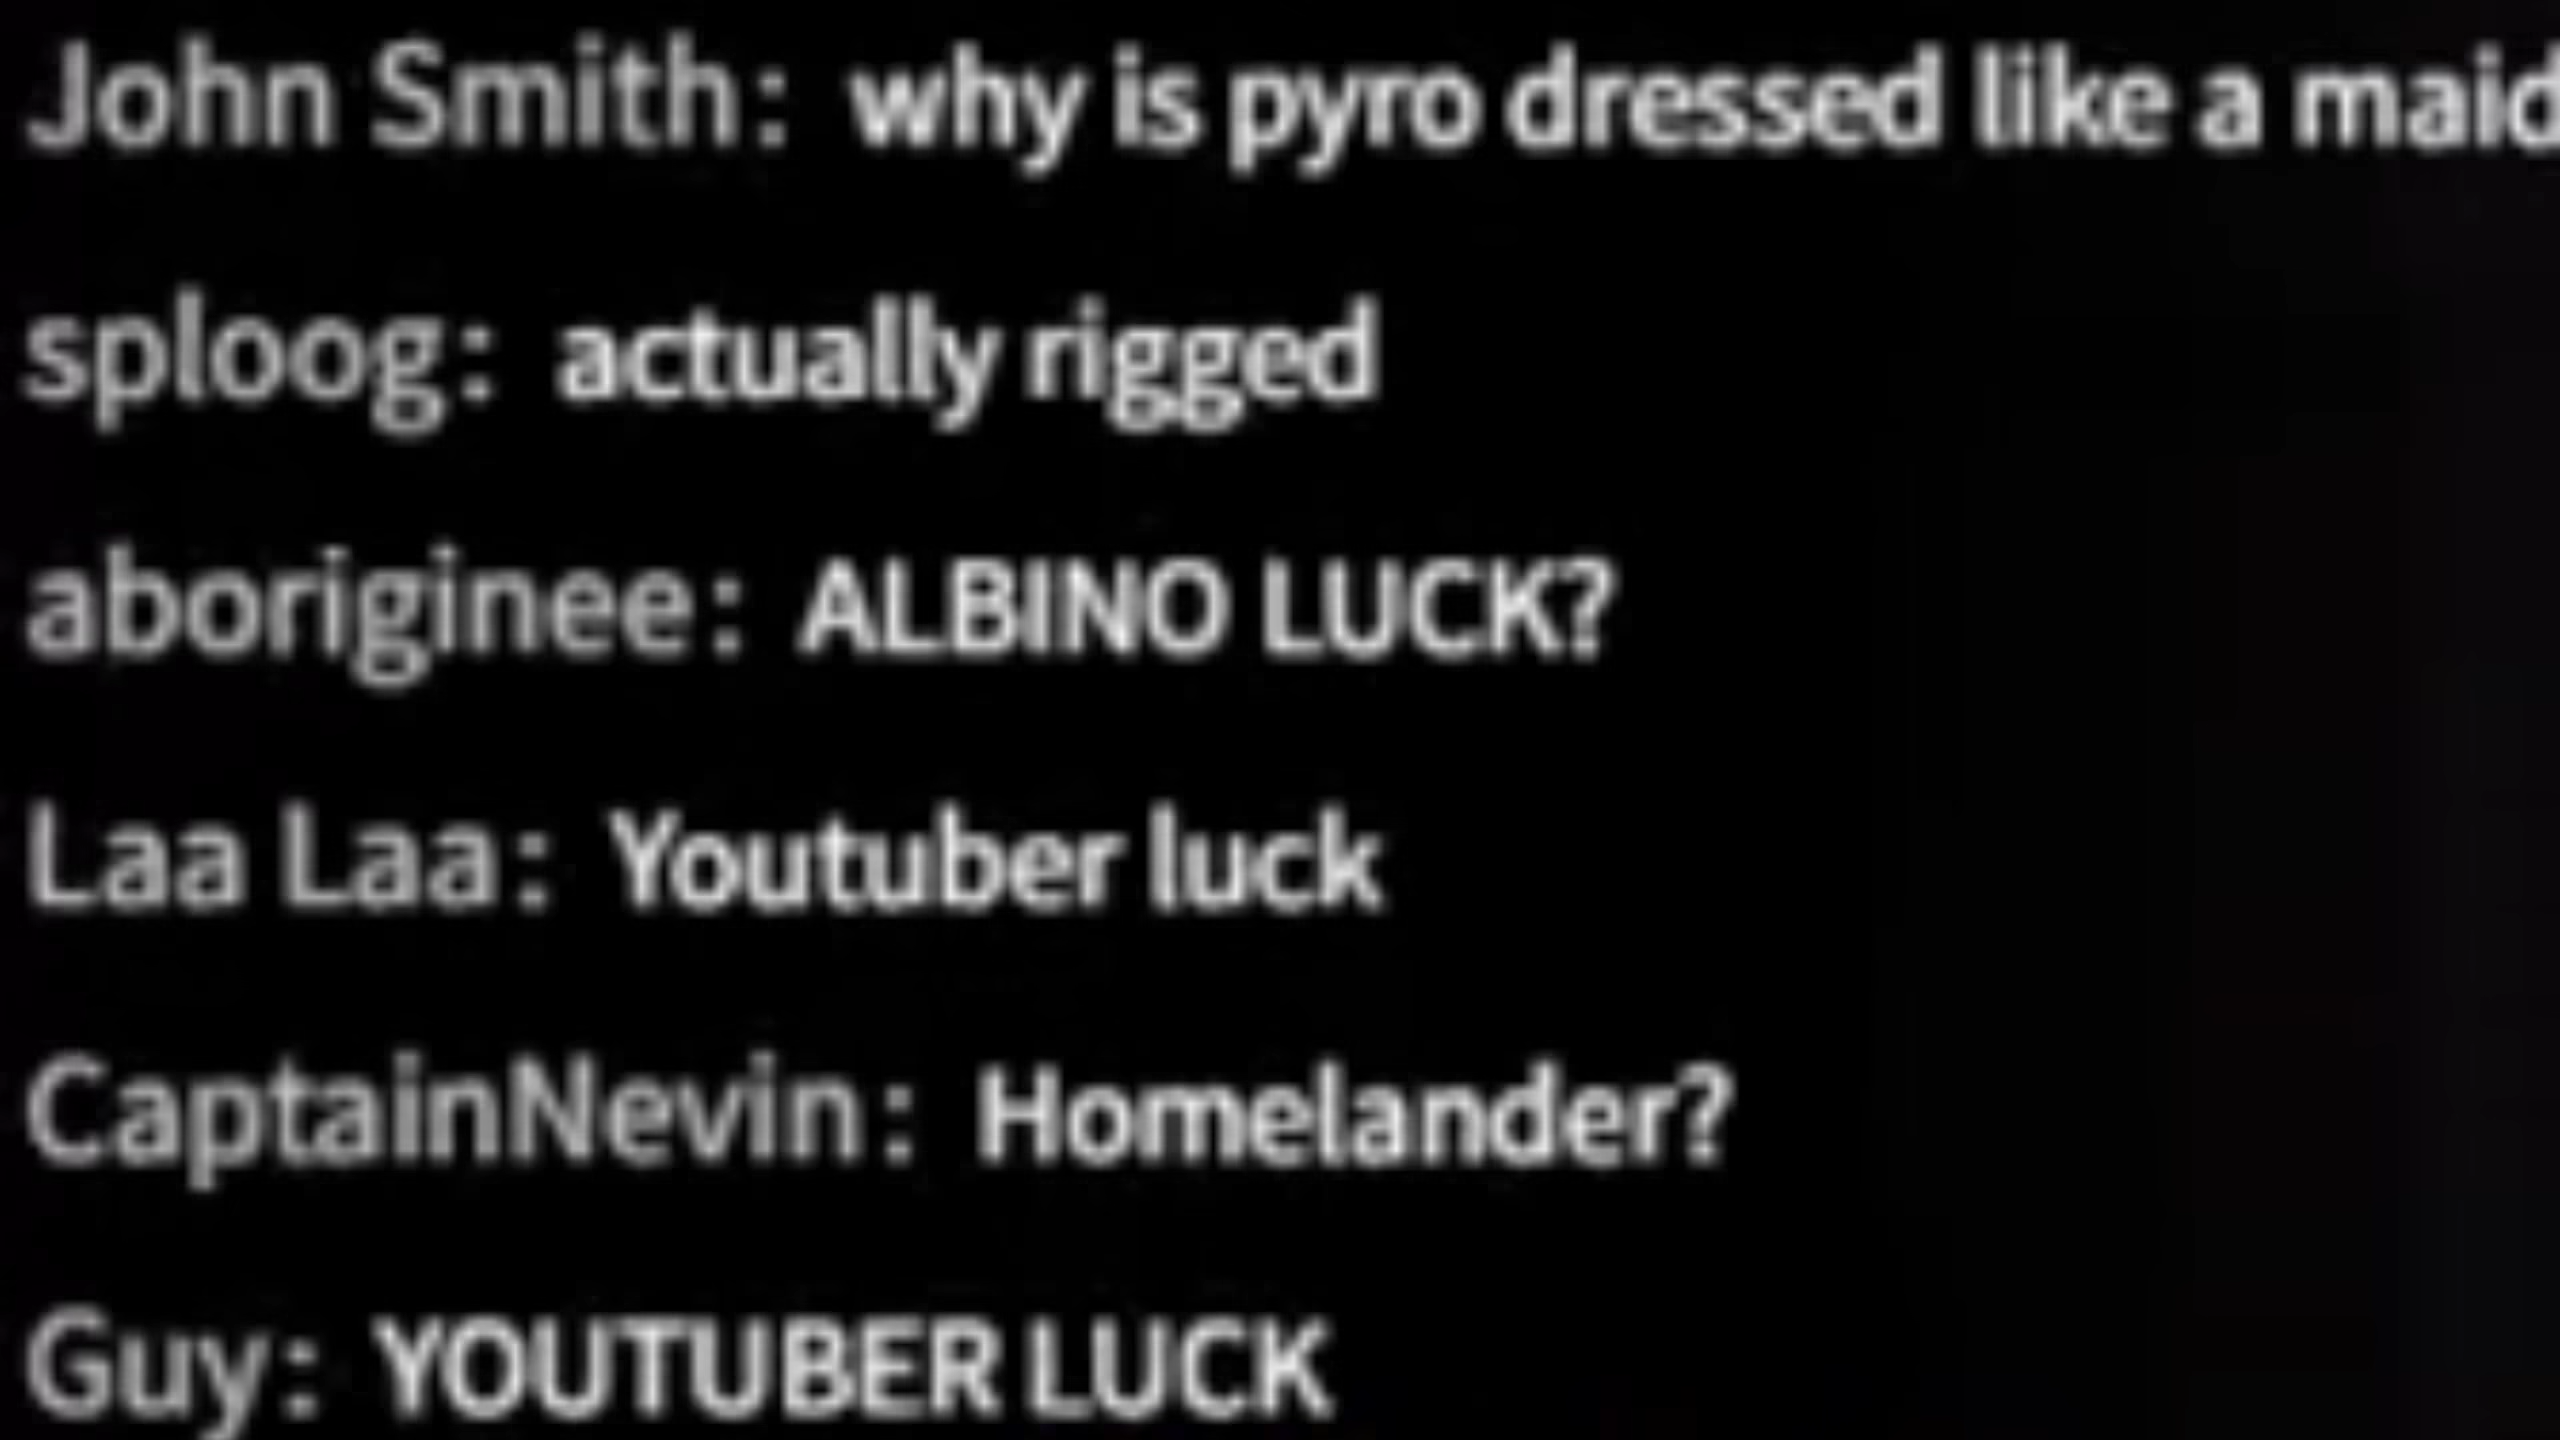 John Smith: why is pyro dressed like a maid
sploog: actually rigged
aboriginee: ALBINO LUCK?
Laa Laa: Youtuber luck
CaptainNevin: Homelander?
Guy: YOUTUBER LUCK